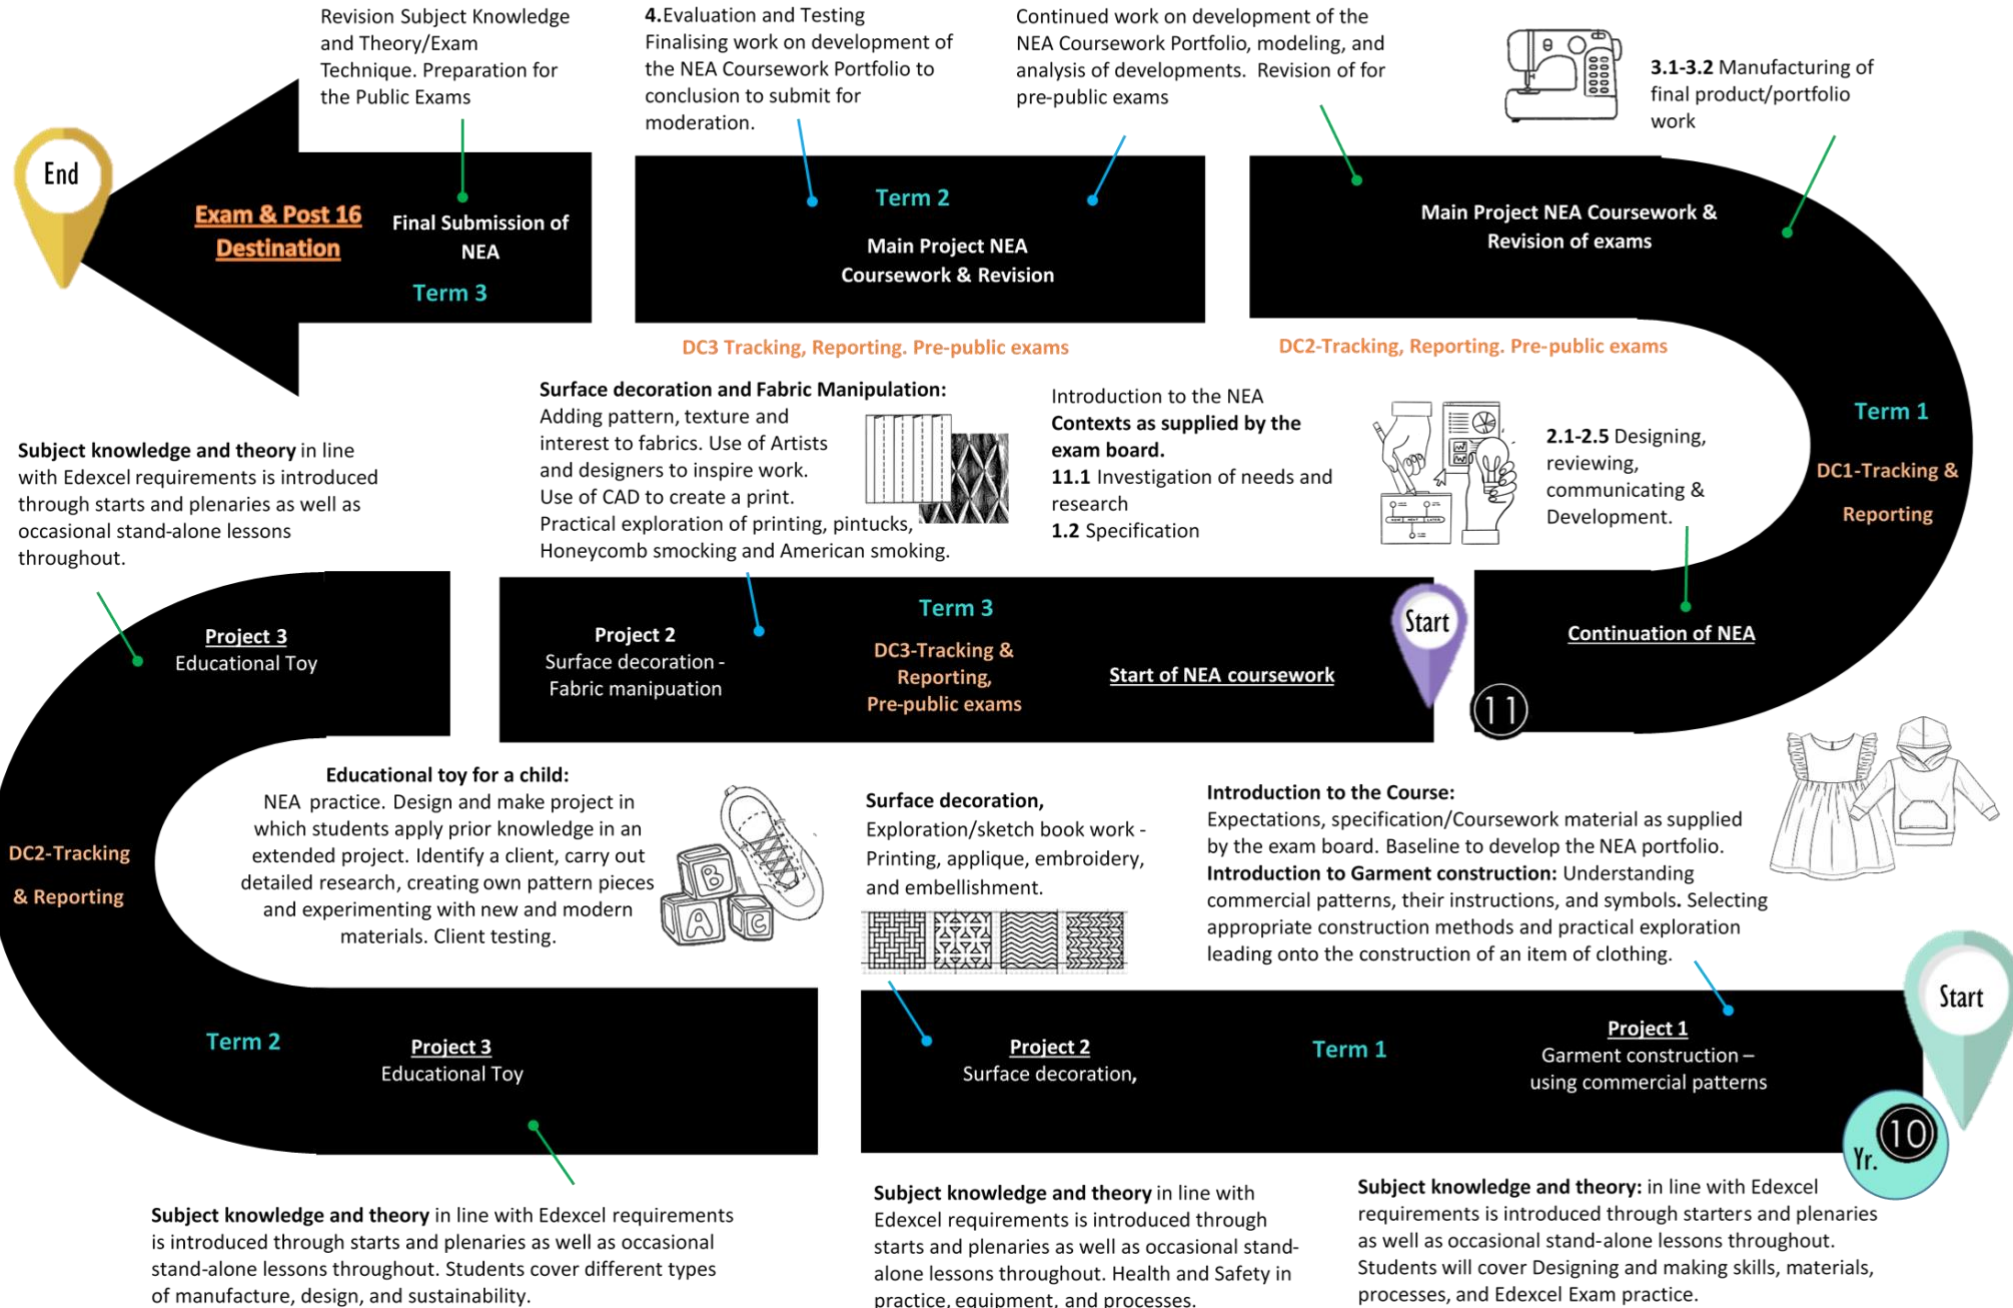 Revision Subject Knowledge
and Theory/Exam
Technique. Preparation for
the Public Exams
4.Evaluation and Testing
Finalising work on development of
the NEA Coursework Portfolio to
conclusion to submit for
moderation.
Continued work on development of the
NEA Coursework Portfolio, modeling, and
analysis of developments. Revision of for
pre-public exams
3.1-3.2 Manufacturing of
final product/portfolio
work
End
Exam & Post 16
Destination
Final Submission of
NEA
Term 3
Term 2
Main Project NEA
Coursework & Revision
Main Project NEA Coursework &
Revision of exams
DC3 Tracking, Reporting. Pre-public exams
DC2-Tracking, Reporting. Pre-public exams
Term 1
DC1-Tracking &
Reporting
Subject knowledge and theory in line
with Edexcel requirements is introduced
through starts and plenaries as well as
occasional stand-alone lessons
throughout.
Surface decoration and Fabric Manipulation:
Adding pattern, texture and
interest to fabrics. Use of Artists
and designers to inspire work.
Use of CAD to create a print.
Practical exploration of printing, pintucks,
Honeycomb smocking and American smoking.
Introduction to the NEA
Contexts as supplied by the
exam board.
11.1 Investigation of needs and
research
1.2 Specification
2.1-2.5 Designing,
reviewing,
communicating &
Development.
Project 3
Educational Toy
Project 2
Surface decoration -
Fabric manipuation
Term 3
DC3-Tracking &
Reporting,
Pre-public exams
Start of NEA coursework
Start
11
Continuation of NEA
DC2-Tracking
& Reporting
Educational toy for a child:
NEA practice. Design and make project in
which students apply prior knowledge in an
extended project. Identify a client, carry out
detailed research, creating own pattern pieces
and experimenting with new and modern
materials. Client testing.
B
A
C
Surface decoration,
Exploration/sketch book work -
Printing, applique, embroidery,
and embellishment.
Introduction to the Course:
Expectations, specification/Coursework material as supplied
by the exam board. Baseline to develop the NEA portfolio.
Introduction to Garment construction: Understanding
commercial patterns, their instructions, and symbols. Selecting
appropriate construction methods and practical exploration
leading onto the construction of an item of clothing.
Start
Term 2
Project 3
Educational Toy
Project 2
Surface decoration,
Term 1
Project 1
Garment construction –
using commercial patterns
Yr.
10
Subject knowledge and theory in line with Edexcel requirements
is introduced through starts and plenaries as well as occasional
stand-alone lessons throughout. Students cover different types
of manufacture, design, and sustainability.
Subject knowledge and theory in line with
Edexcel requirements is introduced through
starts and plenaries as well as occasional stand-
alone lessons throughout. Health and Safety in
practice, equipment, and processes.
Subject knowledge and theory: in line with Edexcel
requirements is introduced through starters and plenaries
as well as occasional stand-alone lessons throughout.
Students will cover Designing and making skills, materials,
processes, and Edexcel Exam practice.